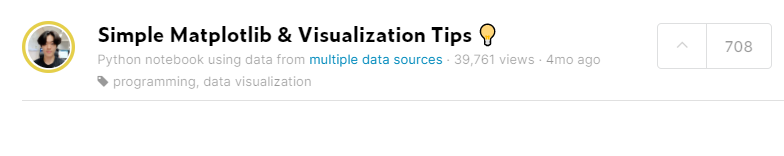 Simple Matplotlib & Visualization Tips 💡
Python notebook using data from multiple data sources · 39,761 views · 4mo ago
programming, data visualization
708